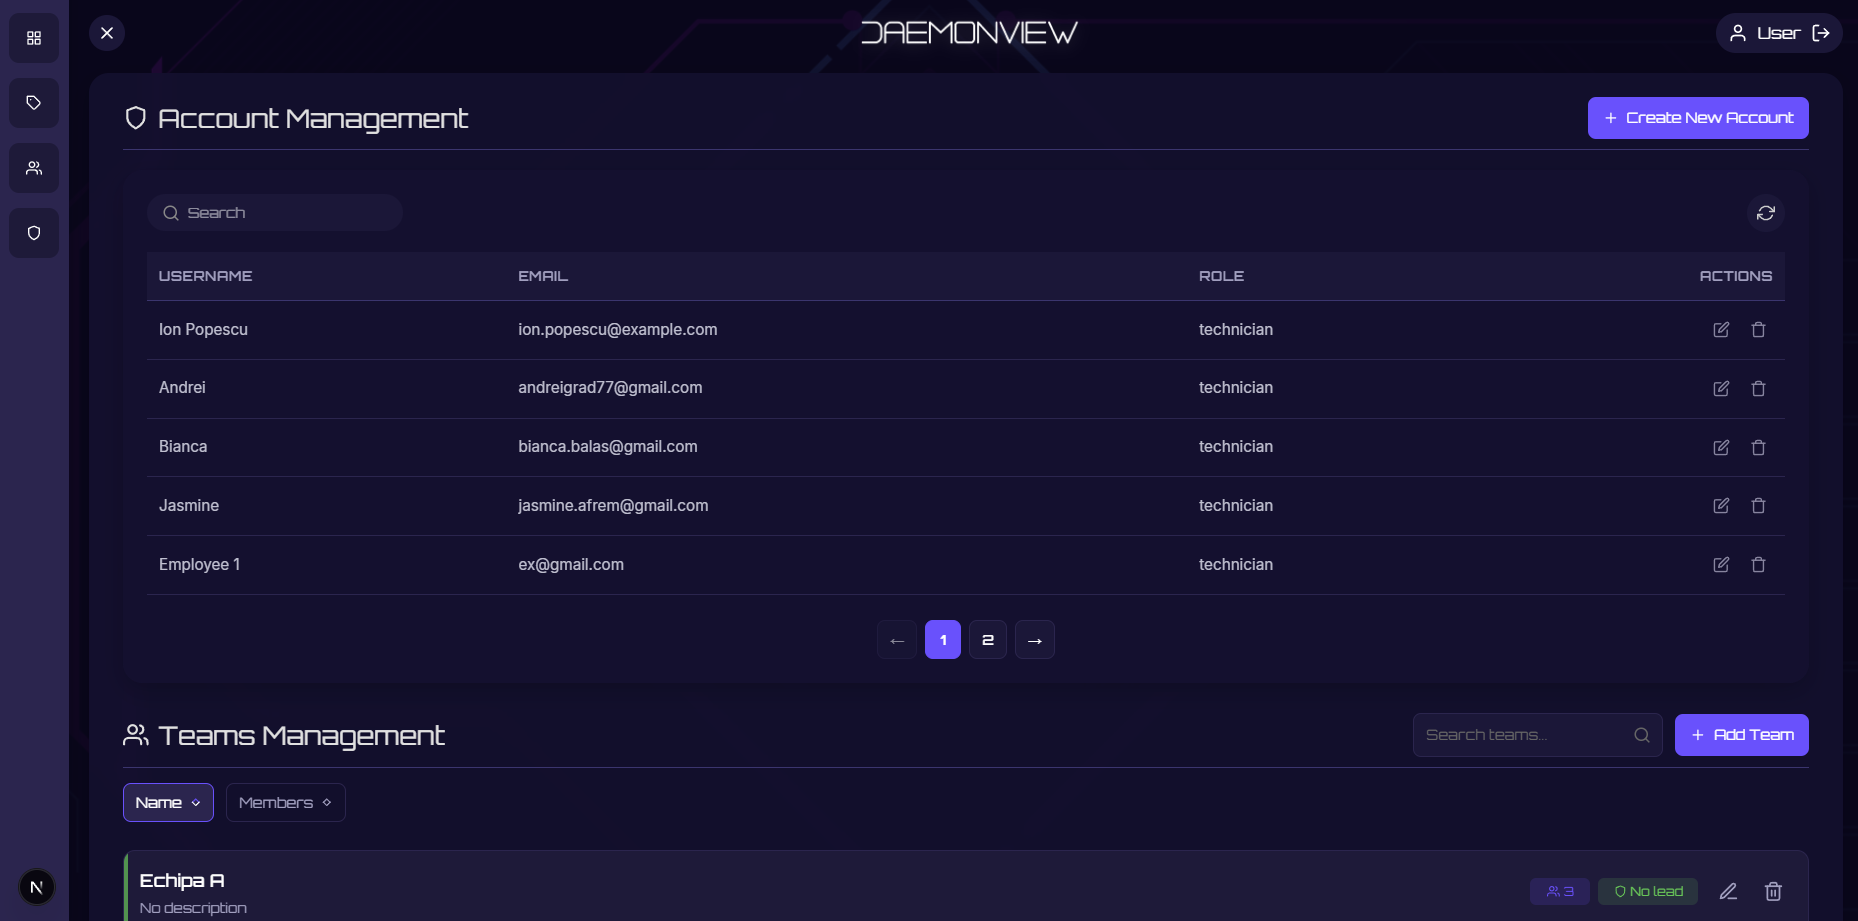 DAEMONVIEW
User
Account Management
+ Create New Account
Search
USERNAME EMAIL ROLE ACTIONS
Ion Popescu ion.popescu@example.com technician
Andrei andreigrad77@gmail.com technician
Bianca bianca.balas@gmail.com technician
Jasmine jasmine.afrem@gmail.com technician
Employee 1 ex@gmail.com technician
← 1 2 →
Teams Management
Search teams...
+ Add Team
Name Members
Echipa A
3 No lead
No description
N